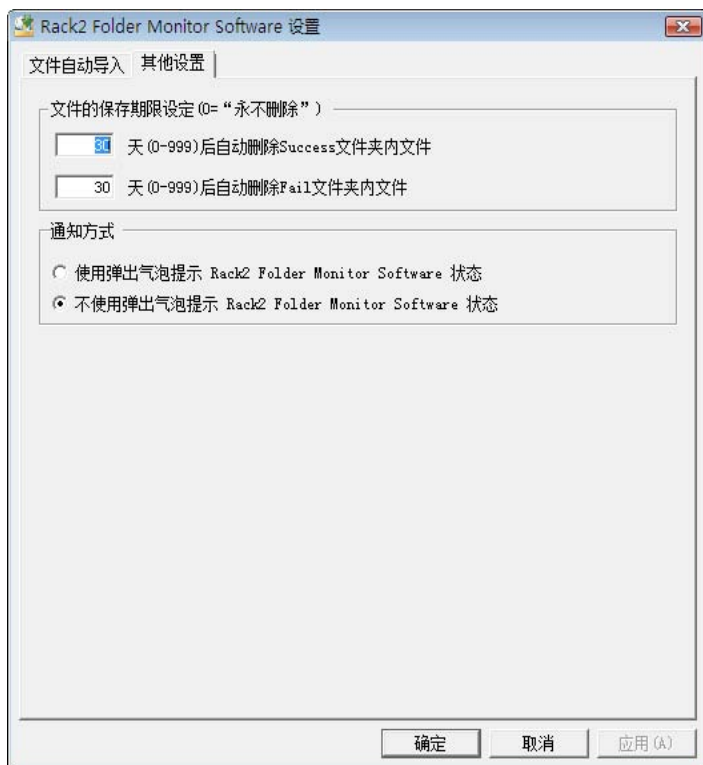 Rack2 Folder Monitor Software 设置
文件自动导入 其他设置
文件的保存期限设定(0=“永不删除”)
30 天(0-999)后自动删除Success文件夹内文件
30 天(0-999)后自动删除Fail文件夹内文件
通知方式
使用弹出气泡提示 Rack2 Folder Monitor Software 状态
不使用弹出气泡提示 Rack2 Folder Monitor Software 状态
确定 取消 应用(A)